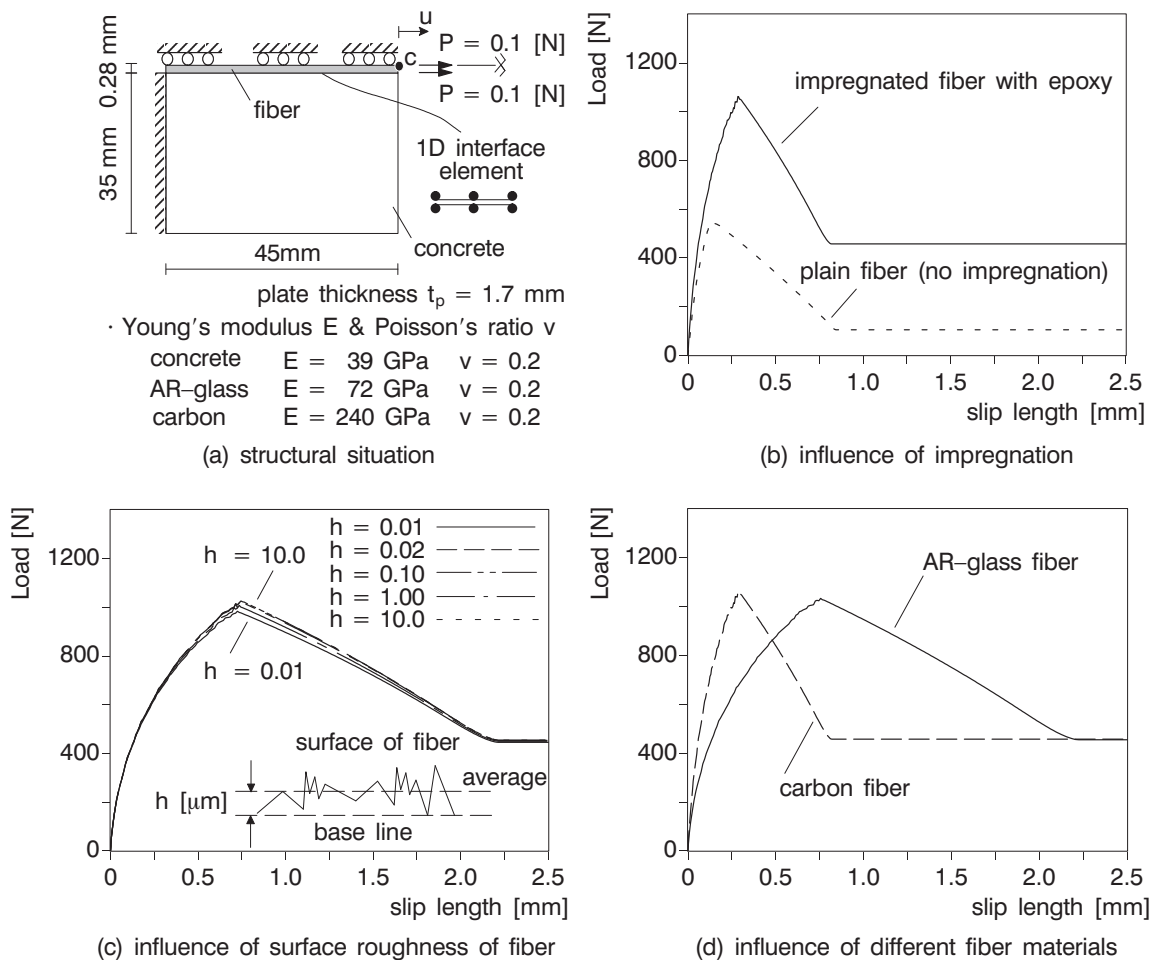 u
0.28 mm
c
P = 0.1 [N]
P = 0.1 [N]
fiber
35 mm
1D interface
element
concrete
45mm
plate thickness tp = 1.7 mm
· Young's modulus E & Poisson's ratio v
concrete E = 39 GPa v = 0.2
AR–glass E = 72 GPa v = 0.2
carbon E = 240 GPa v = 0.2
(a) structural situation
Load [N]
1200
800
400
0
impregnated fiber with epoxy
plain fiber (no impregnation)
0 0.5 1.0 1.5 2.0 2.5
slip length [mm]
(b) influence of impregnation
Load [N]
1200
800
400
0
h = 0.01
h = 0.02
h = 0.10
h = 1.00
h = 10.0
h = 10.0
h = 0.01
surface of fiber
average
h [μm]
base line
0 0.5 1.0 1.5 2.0 2.5
slip length [mm]
(c) influence of surface roughness of fiber
Load [N]
1200
800
400
0
AR–glass fiber
carbon fiber
0 0.5 1.0 1.5 2.0 2.5
slip length [mm]
(d) influence of different fiber materials